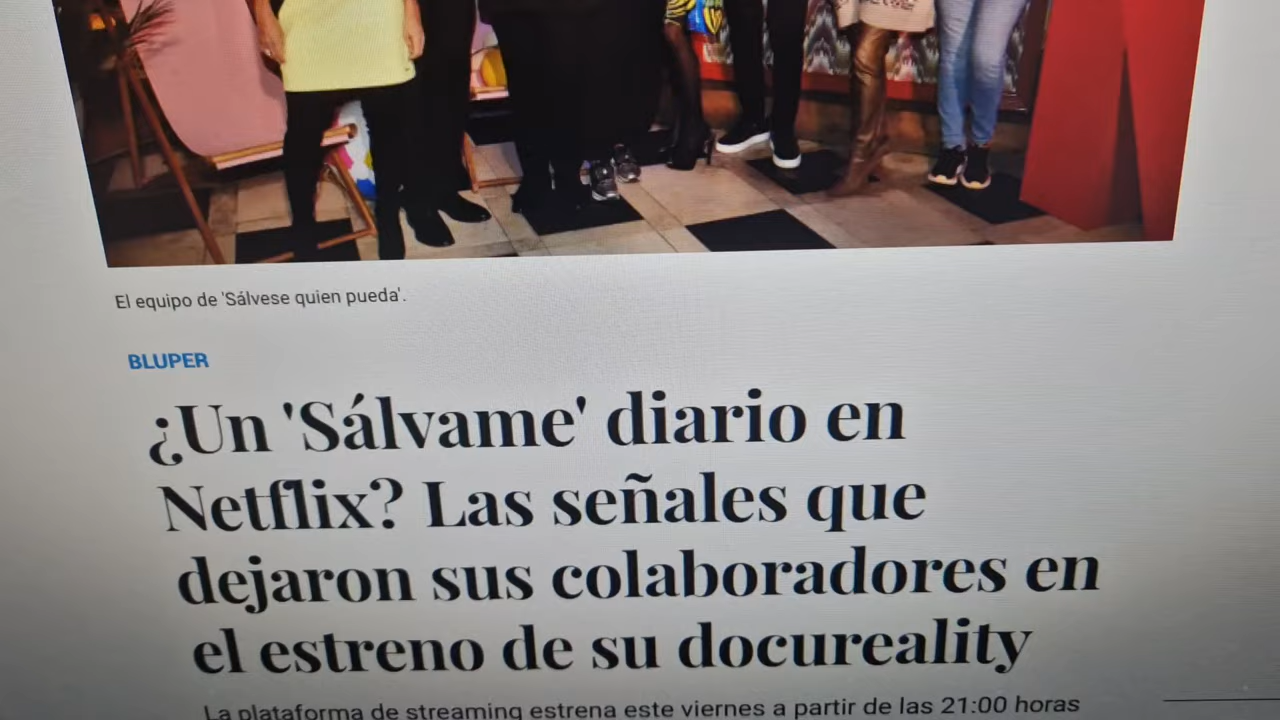 El equipo de 'Sálvese quien pueda'.
BLUPER
¿Un 'Sálvame' diario en
Netflix? Las señales que
dejaron sus colaboradores en
el estreno de su docureality
La plataforma de streaming estrena este viernes a partir de las 21:00 horas